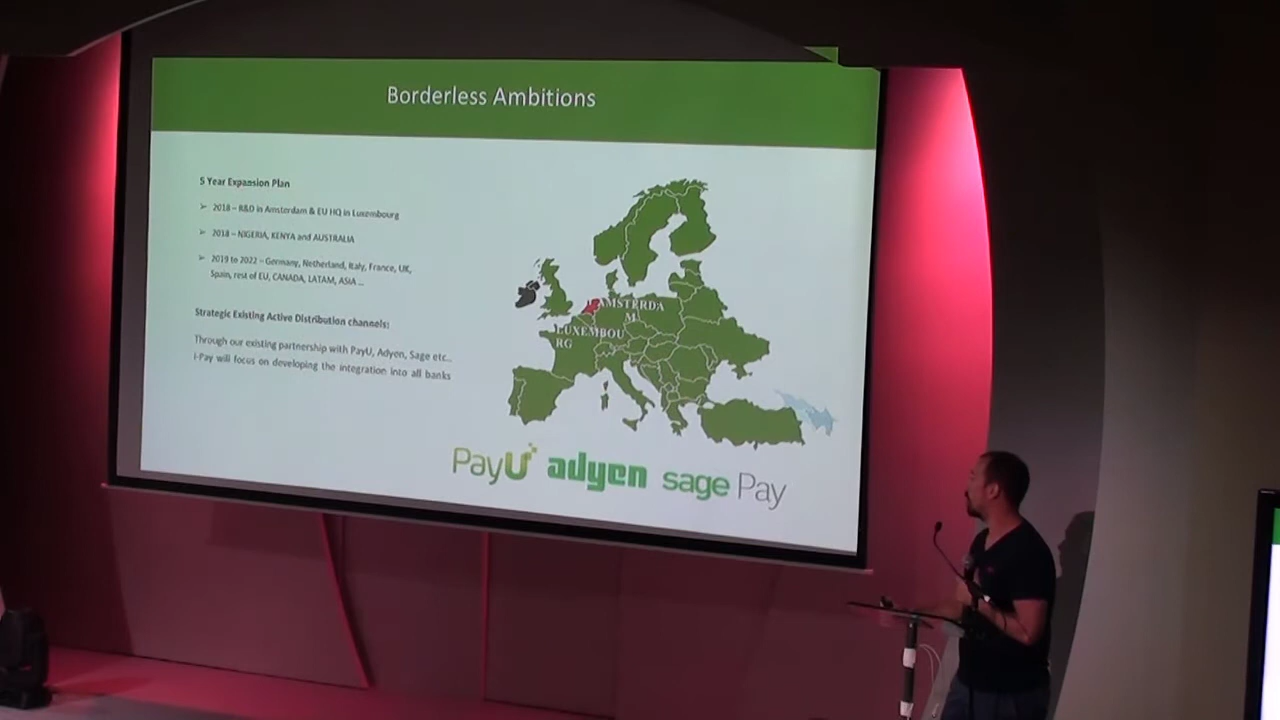 Borderless Ambitions
5 Year Expansion Plan
➢ 2018 – R&D in Amsterdam & EU HQ in Luxembourg
➢ 2018 – NIGERIA, KENYA and AUSTRALIA
➢ 2019 to 2022 – Germany, Netherland, Italy, France, UK,
Spain, rest of EU, CANADA, LATAM, ASIA ...
Strategic Existing Active Distribution channels:
Through our existing partnership with PayU, Adyen, Sage etc..
i-Pay will focus on developing the integration into all banks
AMSTERDA
M
LUXEMBOU
RG
PayU adyen sage Pay